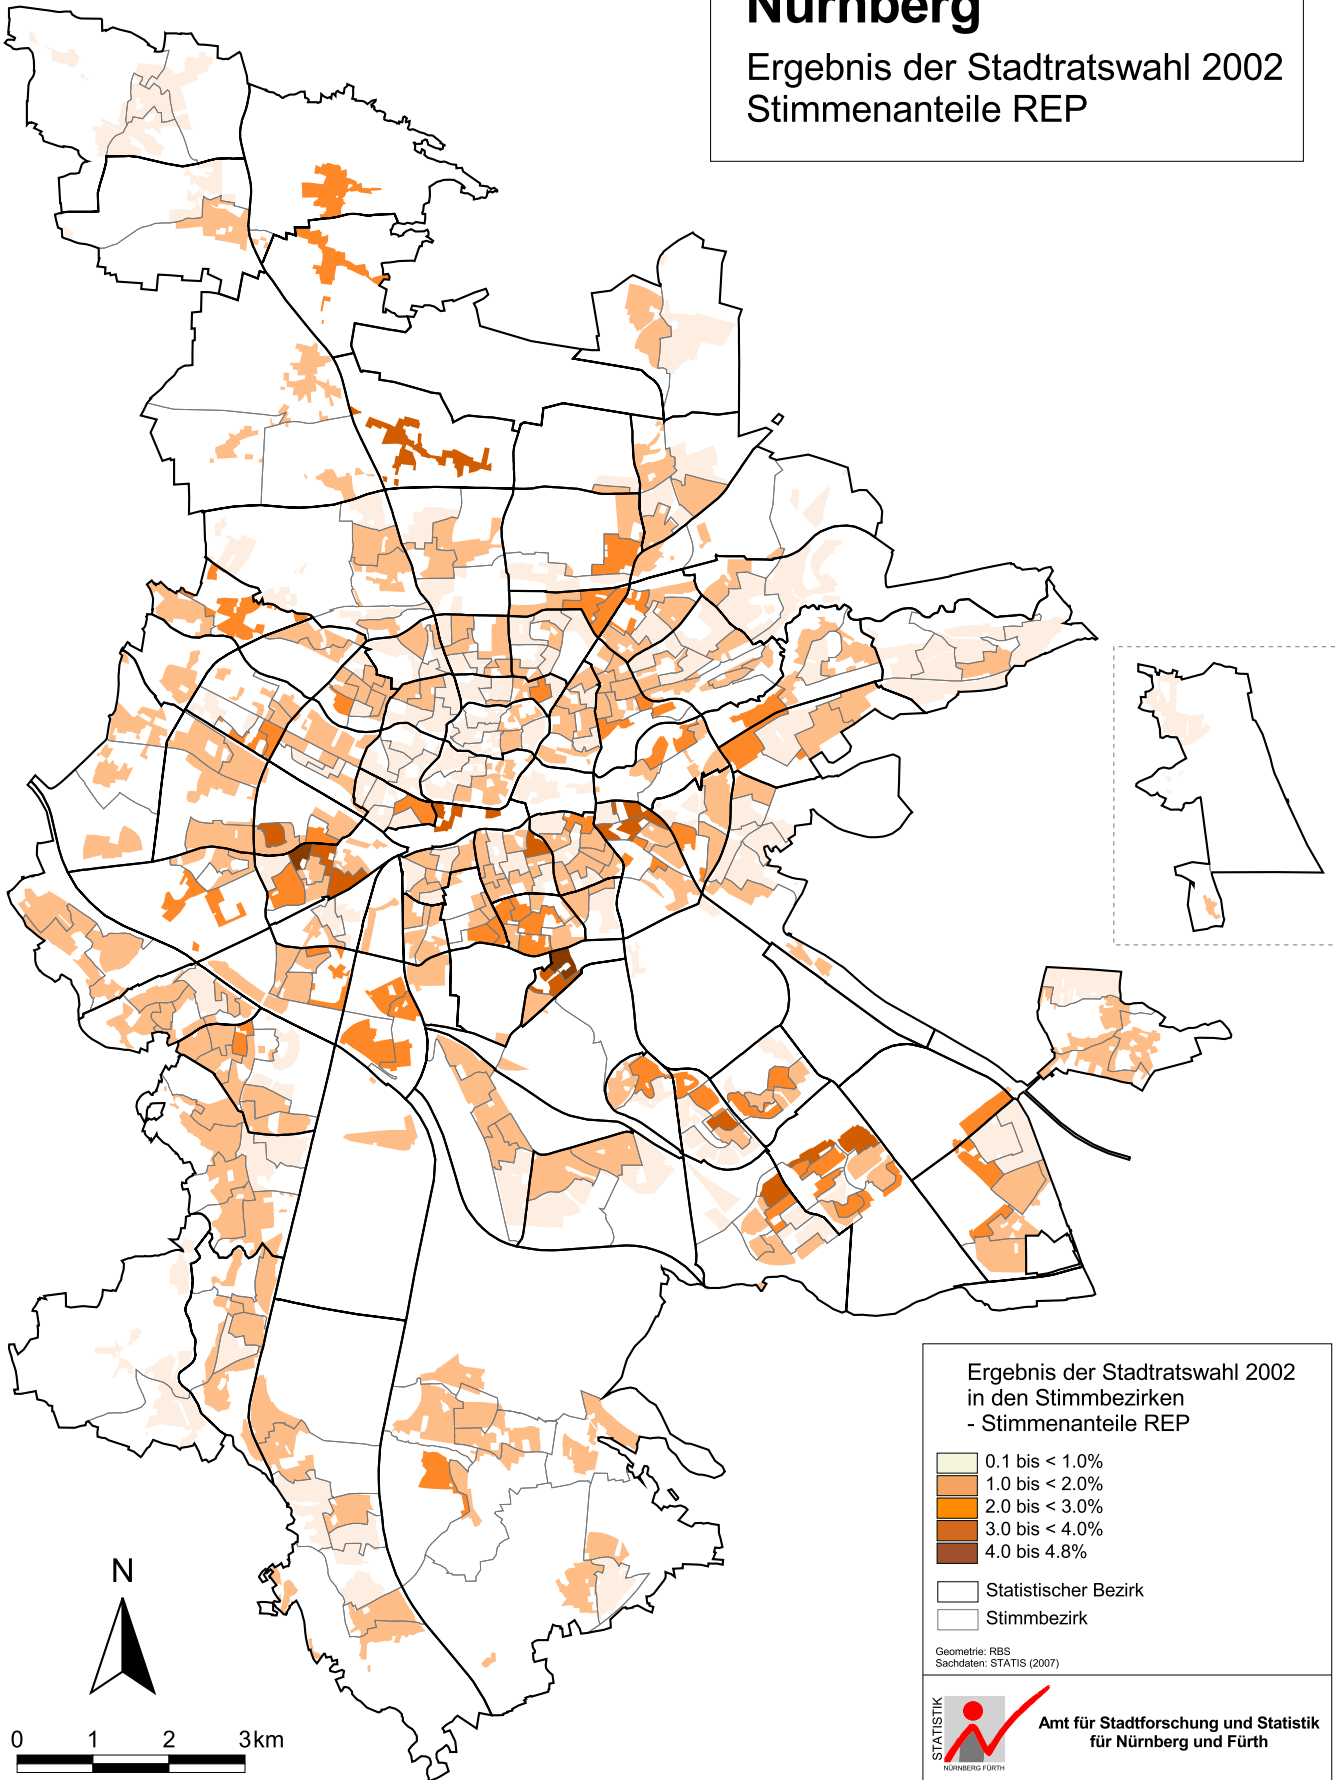 Nürnberg
Ergebnis der Stadtratswahl 2002
Stimmenanteile REP
Ergebnis der Stadtratswahl 2002
in den Stimmbezirken
- Stimmenanteile REP
0.1 bis < 1.0%
1.0 bis < 2.0%
2.0 bis < 3.0%
3.0 bis < 4.0%
4.0 bis 4.8%
Statistischer Bezirk
Stimmbezirk
Geometrie: RBS
Sachdaten: STATIS (2007)
STATISTIK
NÜRNBERG FÜRTH
Amt für Stadtforschung und Statistik
für Nürnberg und Fürth
N
0 1 2 3km